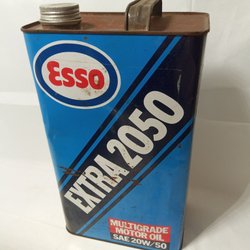 Esso
EXTRA 2050
MULTIGRADE
MOTOR OIL
SAE 20W/50